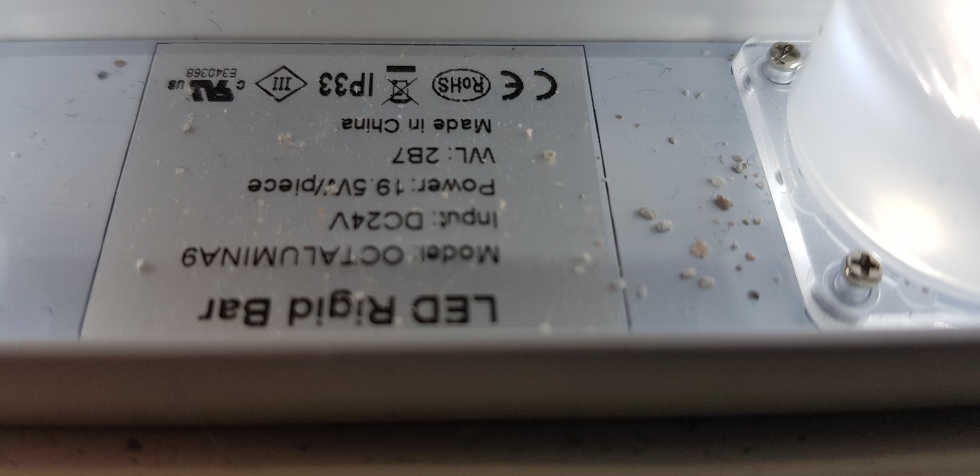 LED Rigid Bar
Model: OCTALUMINA9
Input: DC24V
Power: 19.5W/piece
WL: 2B7
Made in China
CE RoHS IP33 III c UL us E340368